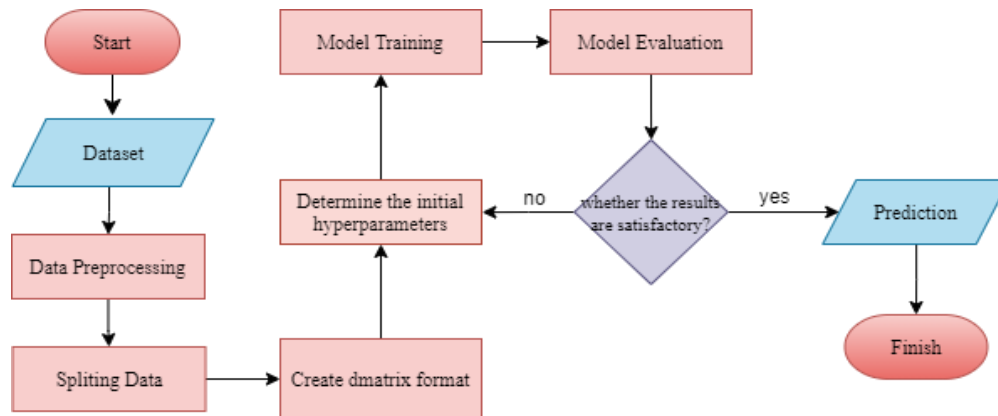 Start
Dataset
Data Preprocessing
Spliting Data
Create dmatrix format
Determine the initial
hyperparameters
Model Training
Model Evaluation
whether the results
are satisfactory?
no
yes
Prediction
Finish